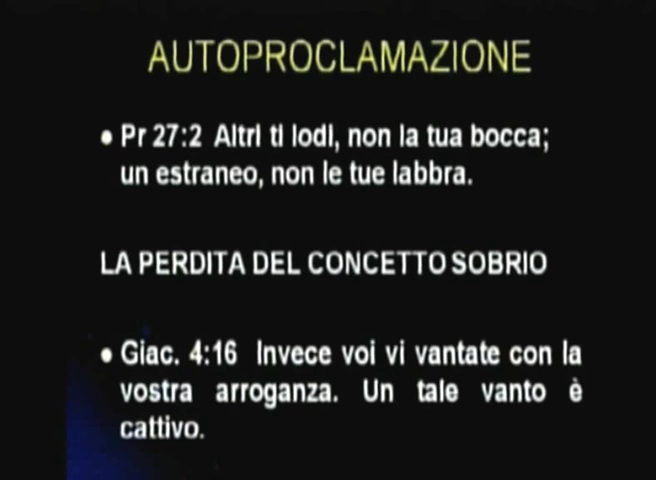 AUTOPROCLAMAZIONE
• Pr 27:2 Altri ti lodi, non la tua bocca;
un estraneo, non le tue labbra.
LA PERDITA DEL CONCETTO SOBRIO
• Giac. 4:16 Invece voi vi vantate con la
vostra arroganza. Un tale vanto è
cattivo.